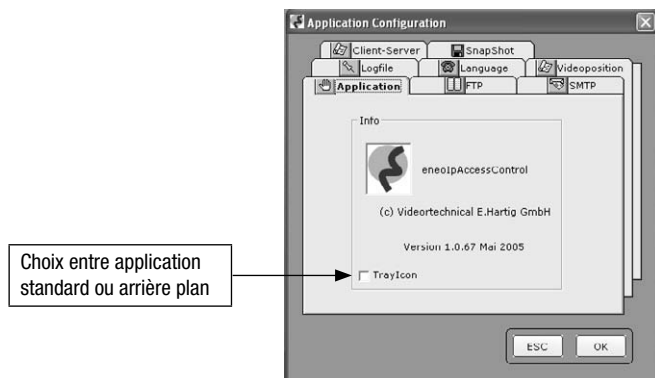 Application Configuration
Client-Server
SnapShot
Logfile
Language
Videoposition
Application
FTP
SMTP
Info
eneoIpAccessControl
(c) Videortechnical E.Hartig GmbH
Version 1.0.67 Mai 2005
Choix entre application
standard ou arrière plan
TrayIcon
ESC
OK